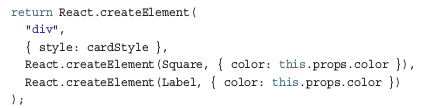 return React.createElement(
  "div",
  { style: cardStyle },
  React.createElement(Square, { color: this.props.color }),
  React.createElement(Label, { color: this.props.color })
);